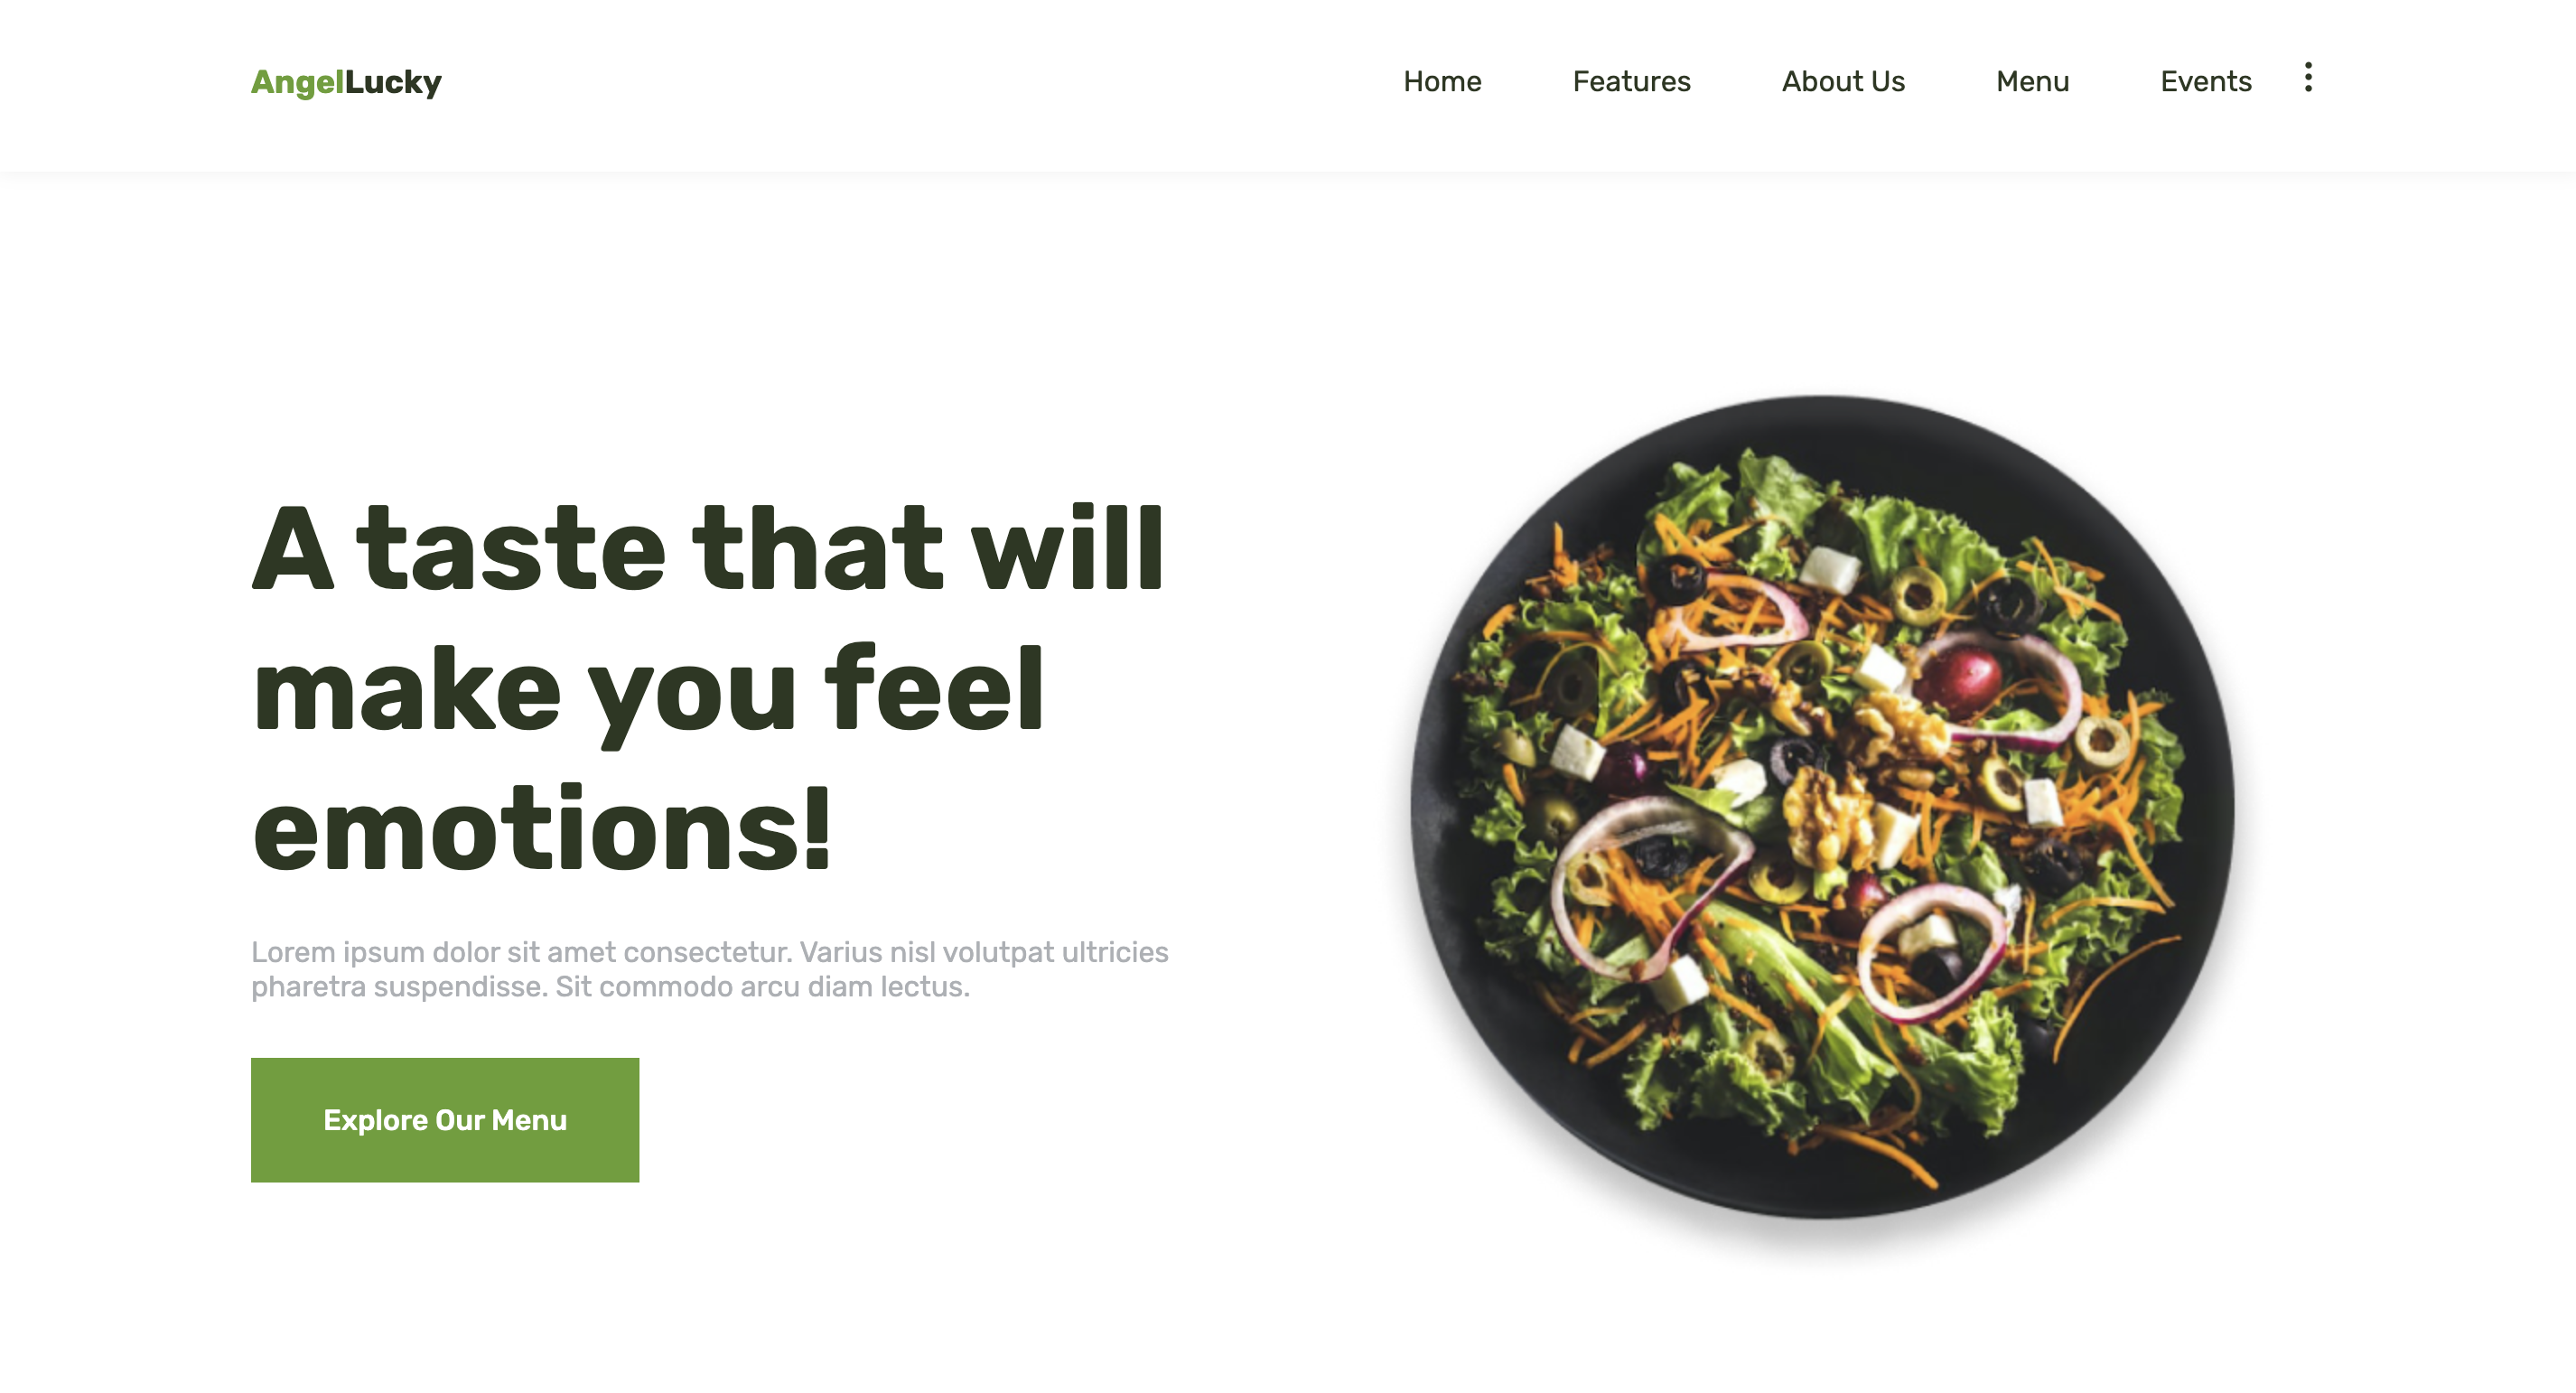 AngelLucky
Home Features About Us Menu Events
A taste that will
make you feel
emotions!
Lorem ipsum dolor sit amet consectetur. Varius nisl volutpat ultricies
pharetra suspendisse. Sit commodo arcu diam lectus.
Explore Our Menu